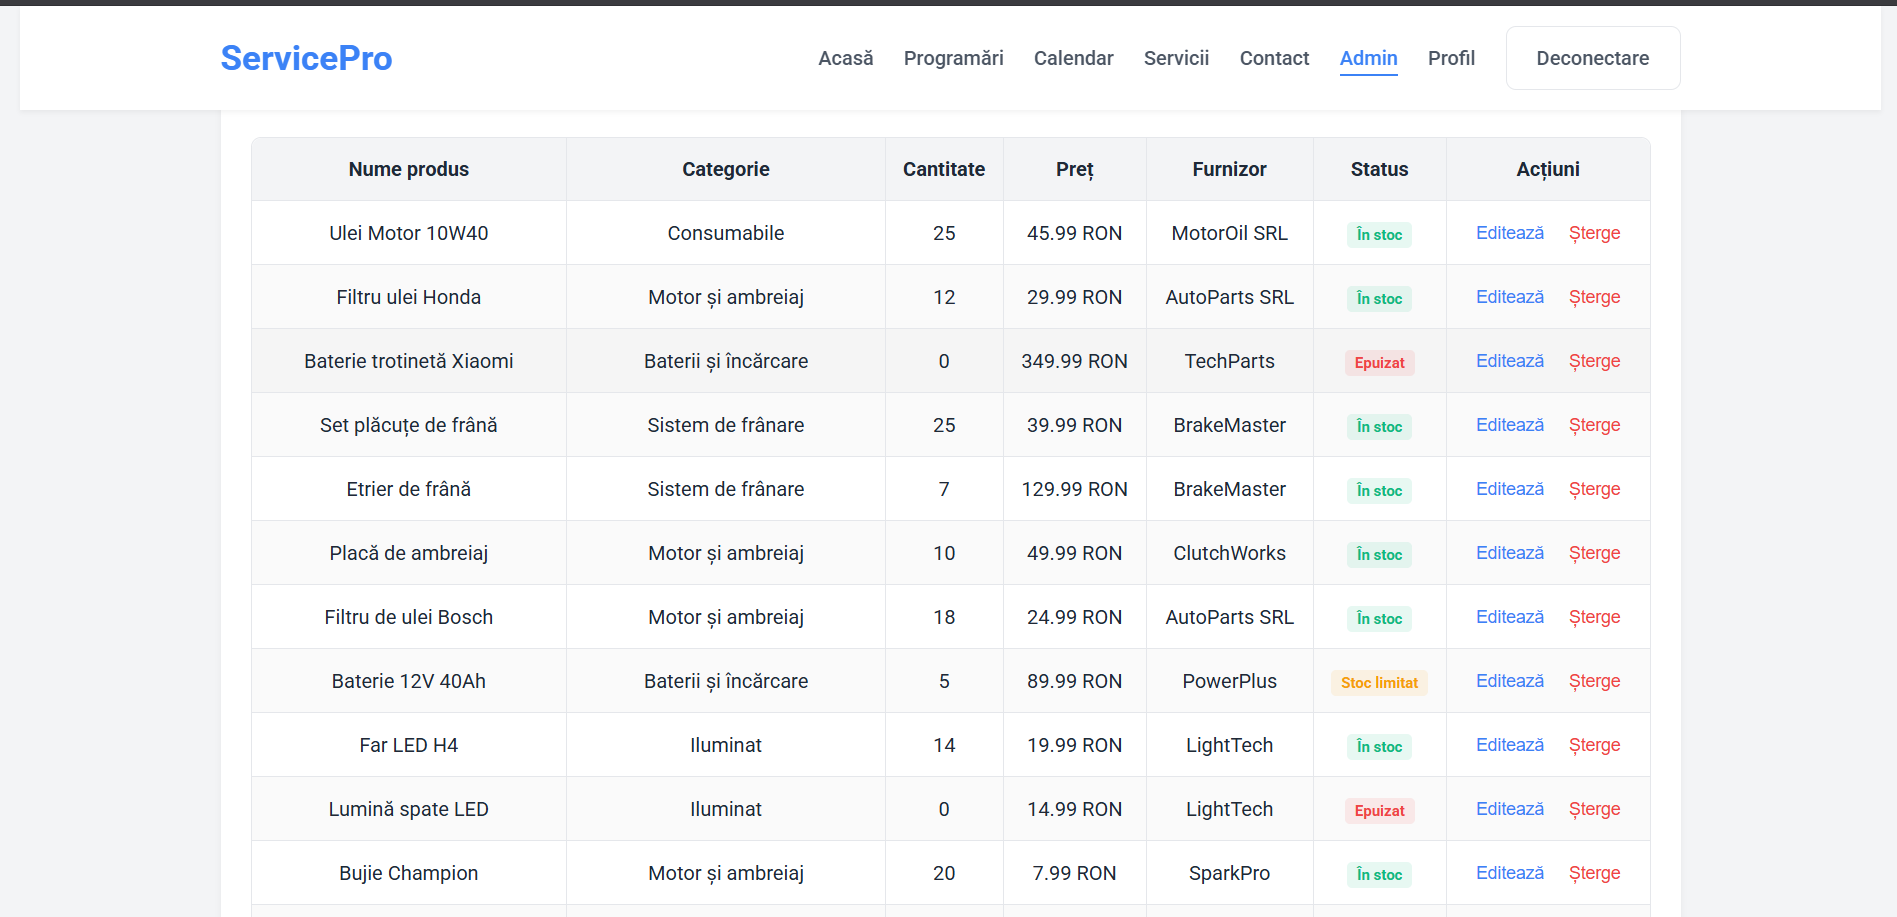 ServicePro Acasă Programări Calendar Servicii Contact Admin Profil Deconectare
Nume produs Categorie Cantitate Preț Furnizor Status Acțiuni
Ulei Motor 10W40 Consumabile 25 45.99 RON MotorOil SRL În stoc Editează Șterge
Filtru ulei Honda Motor și ambreiaj 12 29.99 RON AutoParts SRL În stoc Editează Șterge
Baterie trotinetă Xiaomi Baterii și încărcare 0 349.99 RON TechParts Epuizat Editează Șterge
Set plăcuțe de frână Sistem de frânare 25 39.99 RON BrakeMaster În stoc Editează Șterge
Etrier de frână Sistem de frânare 7 129.99 RON BrakeMaster În stoc Editează Șterge
Placă de ambreiaj Motor și ambreiaj 10 49.99 RON ClutchWorks În stoc Editează Șterge
Filtru de ulei Bosch Motor și ambreiaj 18 24.99 RON AutoParts SRL În stoc Editează Șterge
Baterie 12V 40Ah Baterii și încărcare 5 89.99 RON PowerPlus Stoc limitat Editează Șterge
Far LED H4 Iluminat 14 19.99 RON LightTech În stoc Editează Șterge
Lumină spate LED Iluminat 0 14.99 RON LightTech Epuizat Editează Șterge
Bujie Champion Motor și ambreiaj 20 7.99 RON SparkPro În stoc Editează Șterge